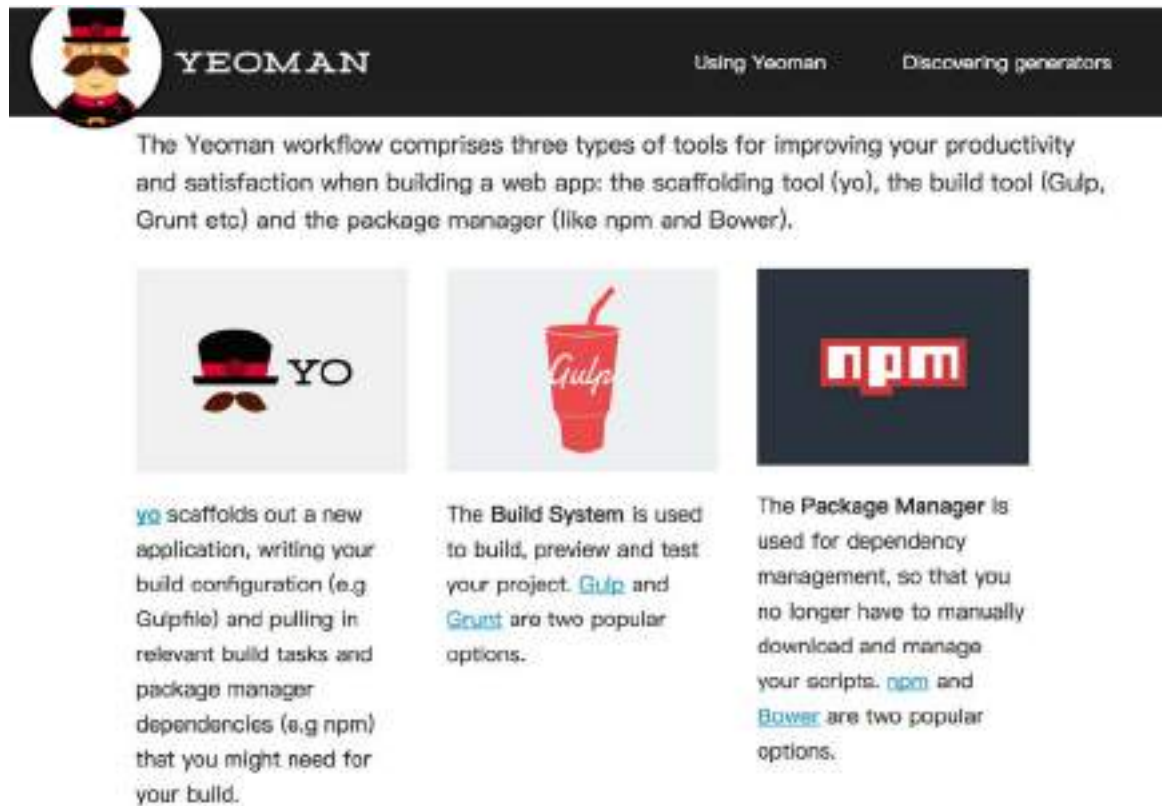 YEOMAN
Using Yeoman
Discovering generators
The Yeoman workflow comprises three types of tools for improving your productivity
and satisfaction when building a web app: the scaffolding tool (yo), the build tool (Gulp,
Grunt etc) and the package manager (like npm and Bower).
YO
Gulp
npm
yo scaffolds out a new
application, writing your
build configuration (e.g
Gulpfile) and pulling in
relevant build tasks and
package manager
dependencies (e.g npm)
that you might need for
your build.
The Build System is used
to build, preview and test
your project. Gulp and
Grunt are two popular
options.
The Package Manager is
used for dependency
management, so that you
no longer have to manually
download and manage
your scripts. npm and
Bower are two popular
options.